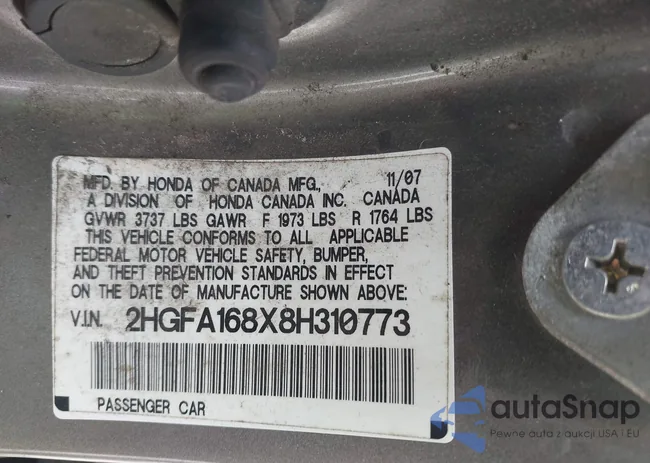 MFD. BY HONDA OF CANADA MFG., 11/07
A DIVISION OF HONDA CANADA INC. CANADA
GVWR 3737 LBS GAWR F 1973 LBS R 1764 LBS
THIS VEHICLE CONFORMS TO ALL APPLICABLE
FEDERAL MOTOR VEHICLE SAFETY, BUMPER,
AND THEFT PREVENTION STANDARDS IN EFFECT
ON THE DATE OF MANUFACTURE SHOWN ABOVE:
V.I.N. 2HGFA168X8H310773
PASSENGER CAR
autaSnap
Pewne auta z aukcji USA i EU